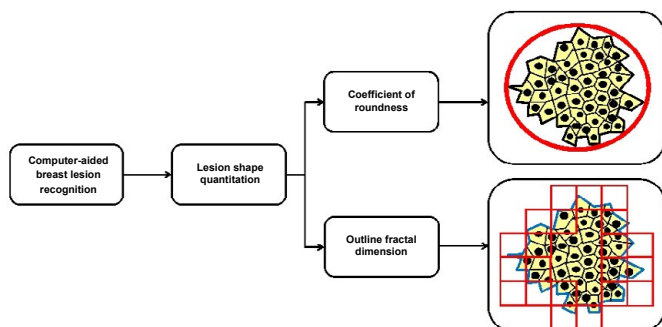 Computer-aided
breast lesion
recognition
Lesion shape
quantitation
Coefficient of
roundness
Outline fractal
dimension